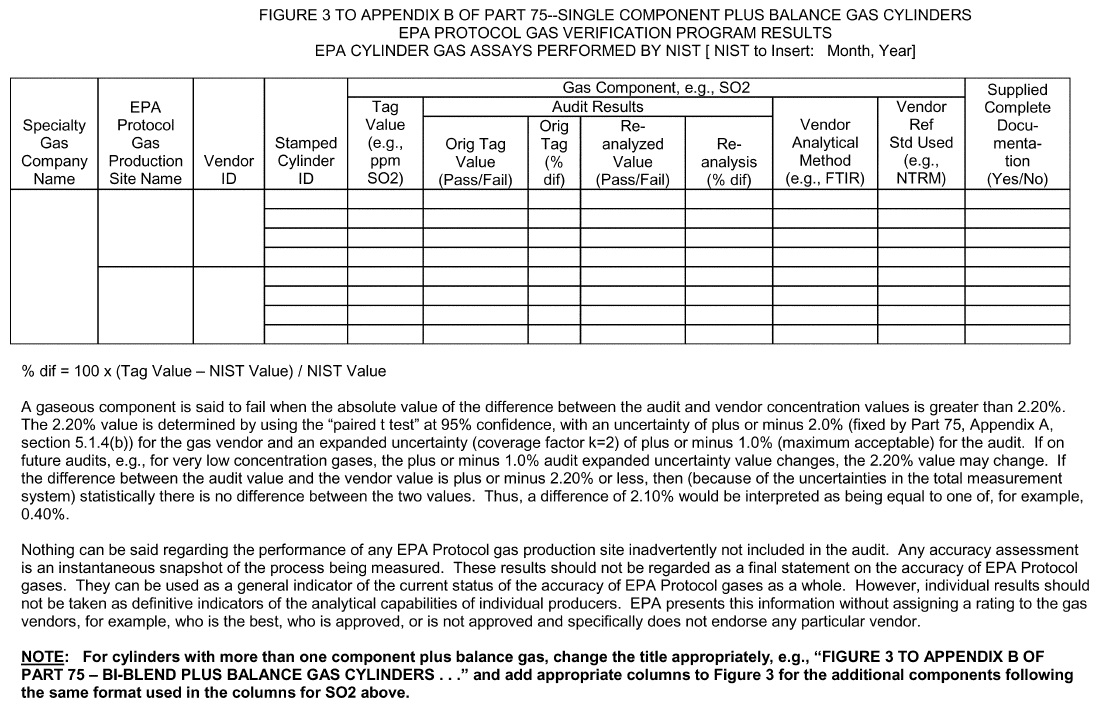 FIGURE 3 TO APPENDIX B OF PART 75--SINGLE COMPONENT PLUS BALANCE GAS CYLINDERS
EPA PROTOCOL GAS VERIFICATION PROGRAM RESULTS
EPA CYLINDER GAS ASSAYS PERFORMED BY NIST [ NIST to Insert:  Month, Year]
Specialty
Gas
Company
Name
EPA
Protocol
Gas
Production
Site Name
Vendor
ID
Stamped
Cylinder
ID
Gas Component, e.g., SO2
Tag
Value
(e.g.,
ppm
SO2)
Audit Results
Orig Tag
Value
(Pass/Fail)
Orig
Tag
(%
dif)
Re-
analyzed
Value
(Pass/Fail)
Re-
analysis
(% dif)
Vendor
Analytical
Method
(e.g., FTIR)
Vendor
Ref
Std Used
(e.g.,
NTRM)
Supplied
Complete
Docu-
menta-
tion
(Yes/No)
% dif = 100 x (Tag Value – NIST Value) / NIST Value
A gaseous component is said to fail when the absolute value of the difference between the audit and vendor concentration values is greater than 2.20%.
The 2.20% value is determined by using the “paired t test” at 95% confidence, with an uncertainty of plus or minus 2.0% (fixed by Part 75, Appendix A,
section 5.1.4(b)) for the gas vendor and an expanded uncertainty (coverage factor k=2) of plus or minus 1.0% (maximum acceptable) for the audit.  If on
future audits, e.g., for very low concentration gases, the plus or minus 1.0% audit expanded uncertainty value changes, the 2.20% value may change.  If
the difference between the audit value and the vendor value is plus or minus 2.20% or less, then (because of the uncertainties in the total measurement
system) statistically there is no difference between the two values.  Thus, a difference of 2.10% would be interpreted as being equal to one of, for example,
0.40%.
Nothing can be said regarding the performance of any EPA Protocol gas production site inadvertently not included in the audit.  Any accuracy assessment
is an instantaneous snapshot of the process being measured.  These results should not be regarded as a final statement on the accuracy of EPA Protocol
gases.  They can be used as a general indicator of the current status of the accuracy of EPA Protocol gases as a whole.  However, individual results should
not be taken as definitive indicators of the analytical capabilities of individual producers.  EPA presents this information without assigning a rating to the gas
vendors, for example, who is the best, who is approved, or is not approved and specifically does not endorse any particular vendor.
NOTE:  For cylinders with more than one component plus balance gas, change the title appropriately, e.g., “FIGURE 3 TO APPENDIX B OF
PART 75 – BI-BLEND PLUS BALANCE GAS CYLINDERS . . .” and add appropriate columns to Figure 3 for the additional components following
the same format used in the columns for SO2 above.